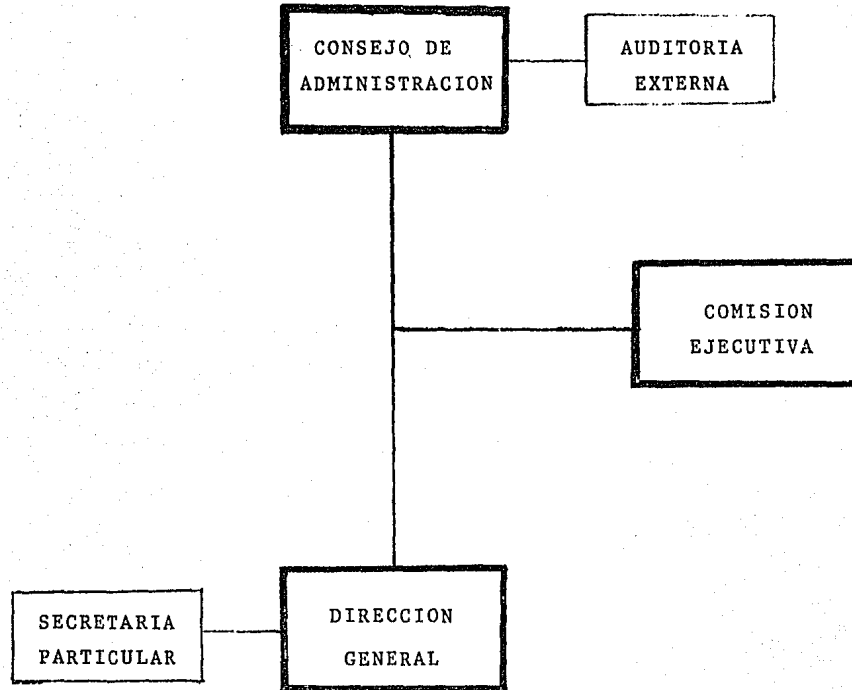 CONSEJO DE
ADMINISTRACION
AUDITORIA
EXTERNA
COMISION
EJECUTIVA
SECRETARIA
PARTICULAR
DIRECCION
GENERAL